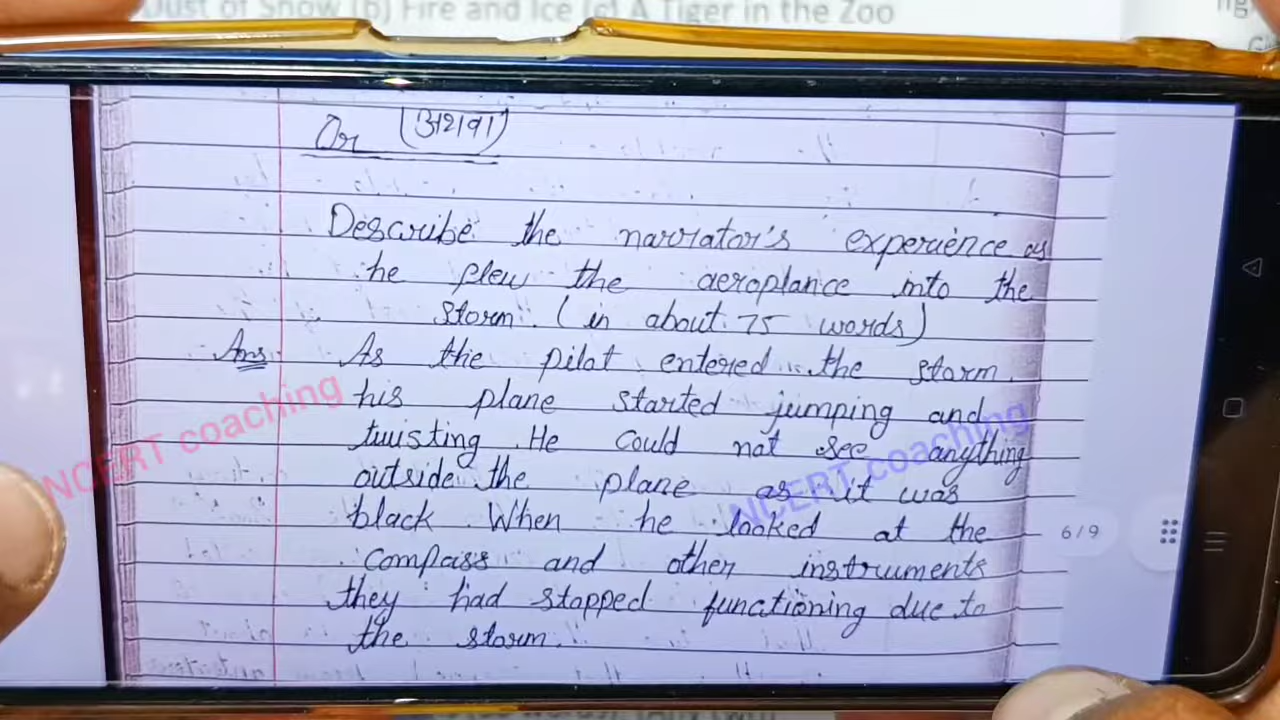 Dust of Snow (b) Fire and Ice (c) A Tiger in the Zoo
Or (अथवा)
Describe the narrator's experience as
he flew the aeroplance into the
storm. (in about 75 words)
Ans As the pilot entered the storm.
his plane started jumping and
twisting. He could not see anything
outside the plane as it was
black. When he looked at the
compass and other instruments
they had stopped functioning due to
the storm.
NCERT coaching
NCERT coaching
6/9